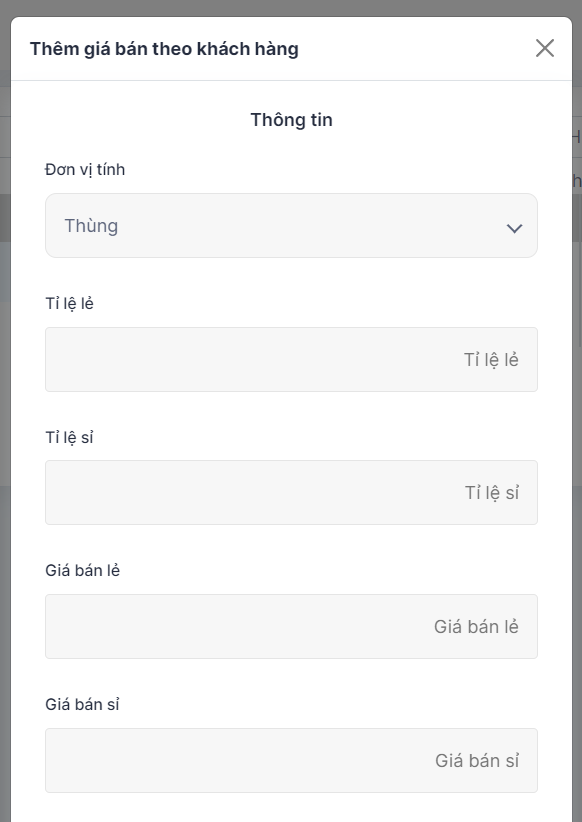 Thêm giá bán theo khách hàng
Thông tin
Đơn vị tính
Thùng
Tỉ lệ lẻ
Tỉ lệ lẻ
Tỉ lệ sỉ
Tỉ lệ sỉ
Giá bán lẻ
Giá bán lẻ
Giá bán sỉ
Giá bán sỉ